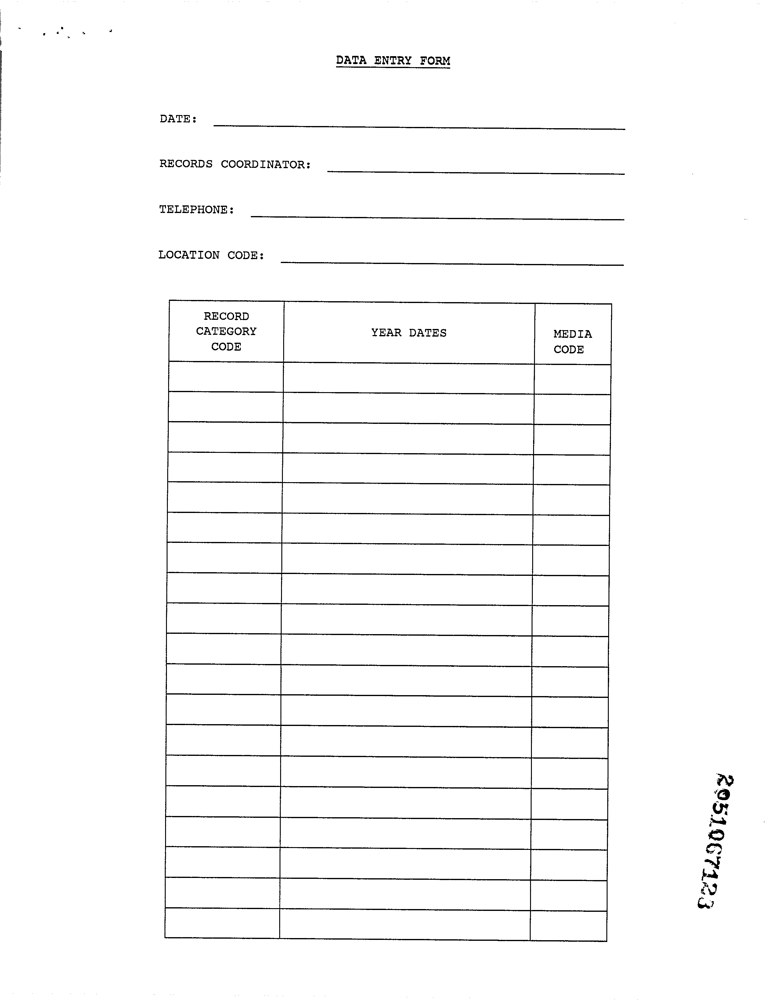 DATA ENTRY FORM
DATE:
RECORDS COORDINATOR:
TELEPHONE:
LOCATION CODE:
RECORD
CATEGORY
CODE
YEAR DATES
MEDIA
CODE
2051067123